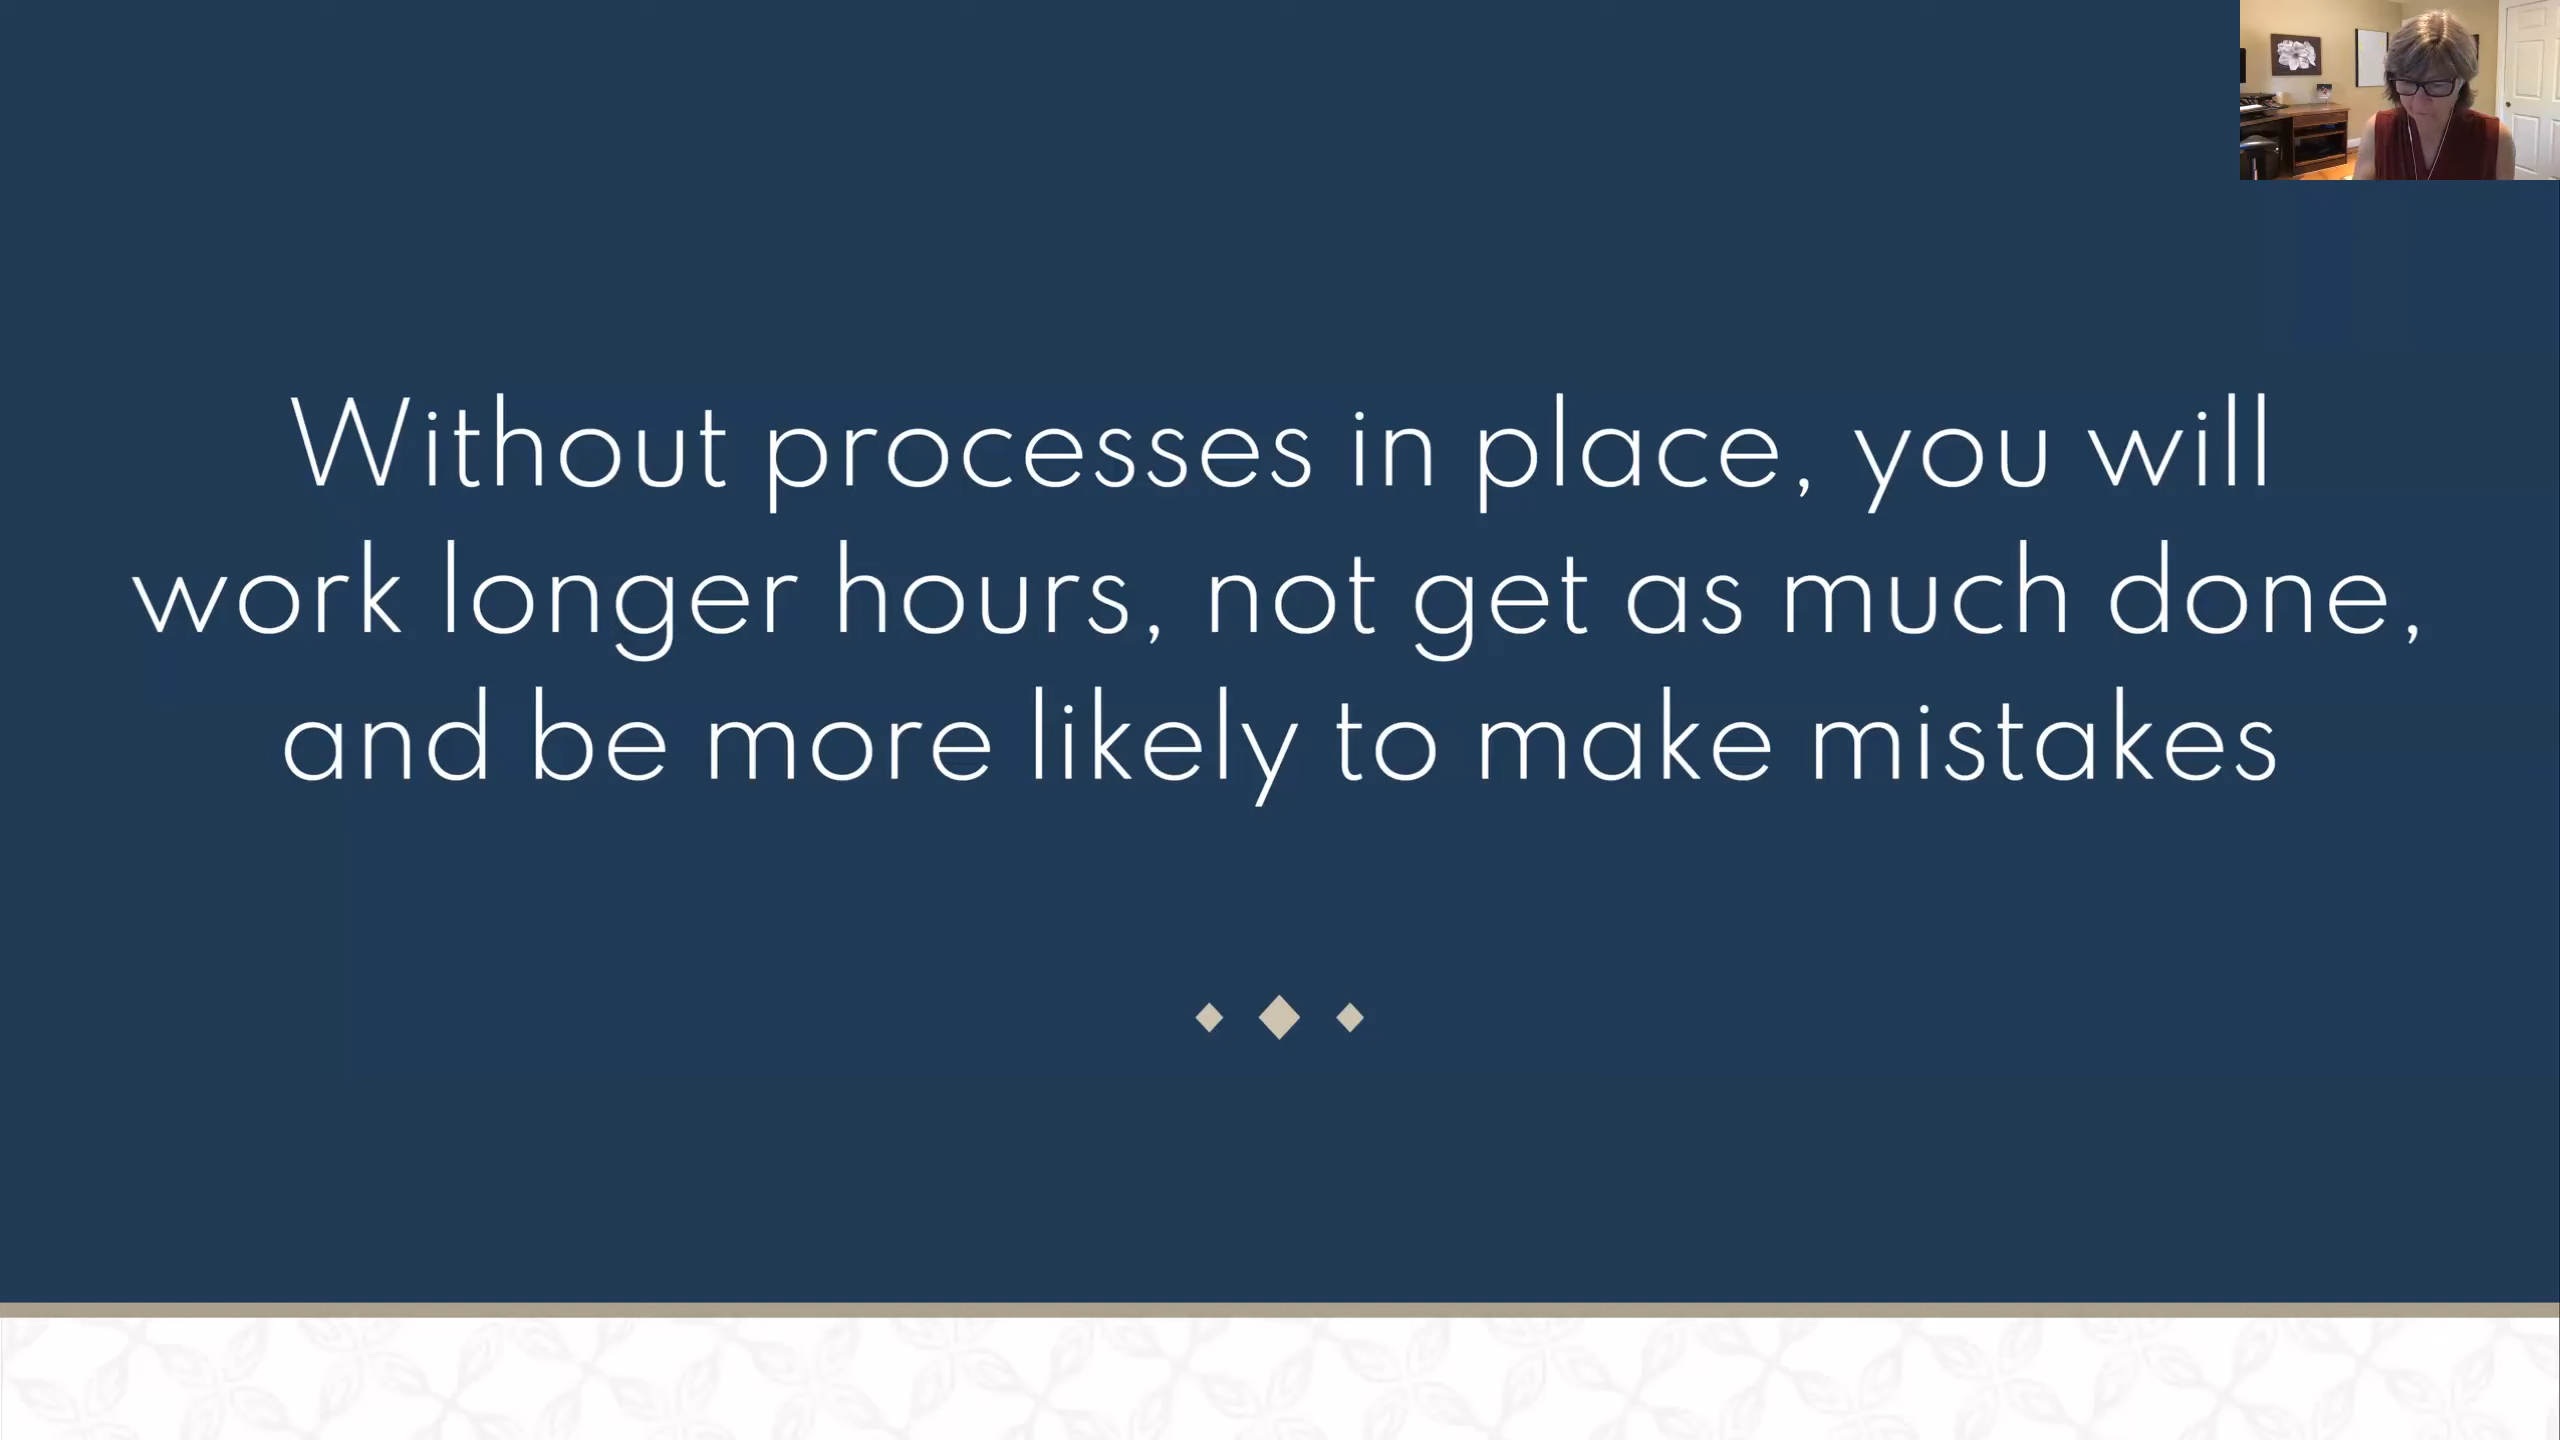 Without processes in place, you will
work longer hours, not get as much done,
and be more likely to make mistakes